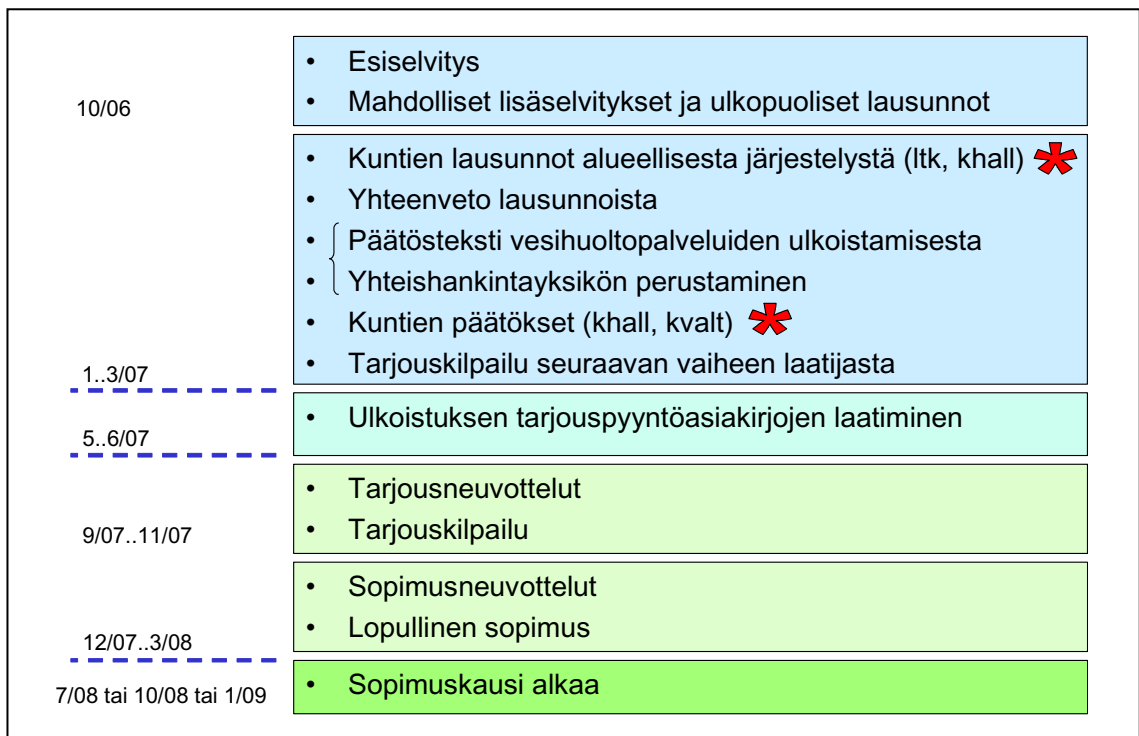 10/06
• Esiselvitys
• Mahdolliset lisäselvitykset ja ulkopuoliset lausunnot
• Kuntien lausunnot alueellisesta järjestelystä (ltk, khall)
• Yhteenveto lausunnoista
• Päätösteksti vesihuoltopalveluiden ulkoistamisesta
• Yhteishankintayksikön perustaminen
• Kuntien päätökset (khall, kvalt)
• Tarjouskilpailu seuraavan vaiheen laatijasta
1..3/07
• Ulkoistuksen tarjouspyyntöasiakirjojen laatiminen
5..6/07
• Tarjousneuvottelut
• Tarjouskilpailu
9/07..11/07
• Sopimusneuvottelut
• Lopullinen sopimus
12/07..3/08
• Sopimuskausi alkaa
7/08 tai 10/08 tai 1/09